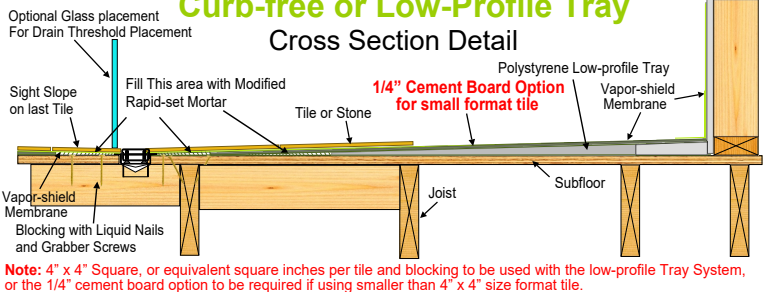 Curb-free or Low-Profile Tray
Cross Section Detail
Optional Glass placement
For Drain Threshold Placement
Sight Slope
on last Tile
Fill This area with Modified
Rapid-set Mortar
Tile or Stone
1/4” Cement Board Option
for small format tile
Polystyrene Low-profile Tray
Vapor-shield
Membrane
Vapor-shield
Membrane
Blocking with Liquid Nails
and Grabber Screws
Joist
Subfloor
Note: 4” x 4” Square, or equivalent square inches per tile and blocking to be used with the low-profile Tray System,
or the 1/4” cement board option to be required if using smaller than 4” x 4” size format tile.